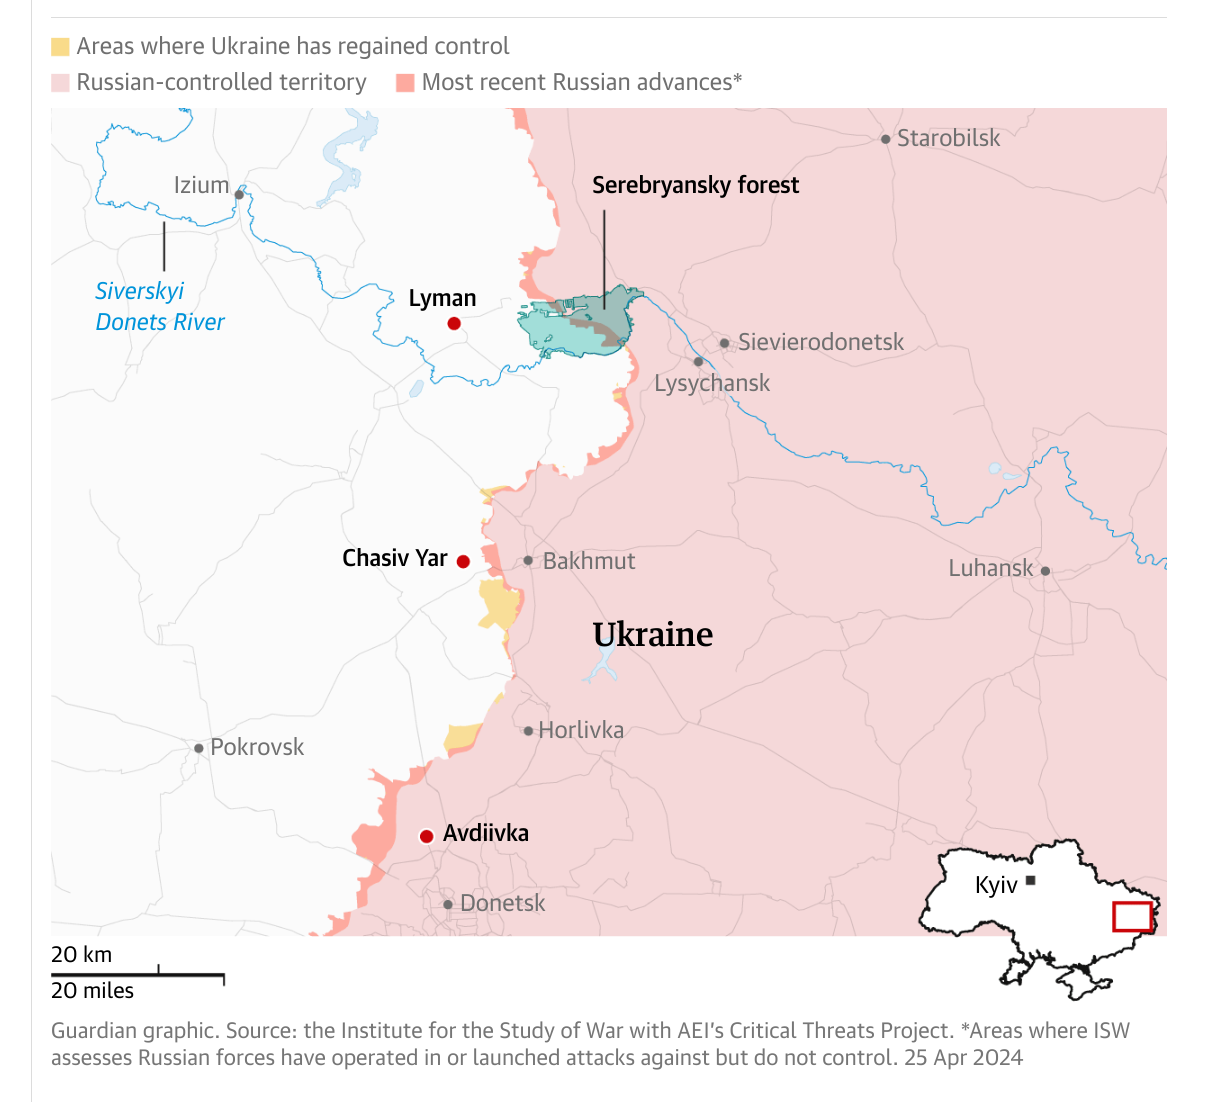 Areas where Ukraine has regained control
Russian-controlled territory
Most recent Russian advances*
Starobilsk
Izium
Serebryansky forest
Siverskyi
Donets River
Lyman
Sievierodonetsk
Lysychansk
Chasiv Yar
Bakhmut
Luhansk
Ukraine
Horlivka
Pokrovsk
Avdiivka
Kyiv
Donetsk
20 km
20 miles
Guardian graphic. Source: the Institute for the Study of War with AEI's Critical Threats Project. *Areas where ISW
assesses Russian forces have operated in or launched attacks against but do not control. 25 Apr 2024